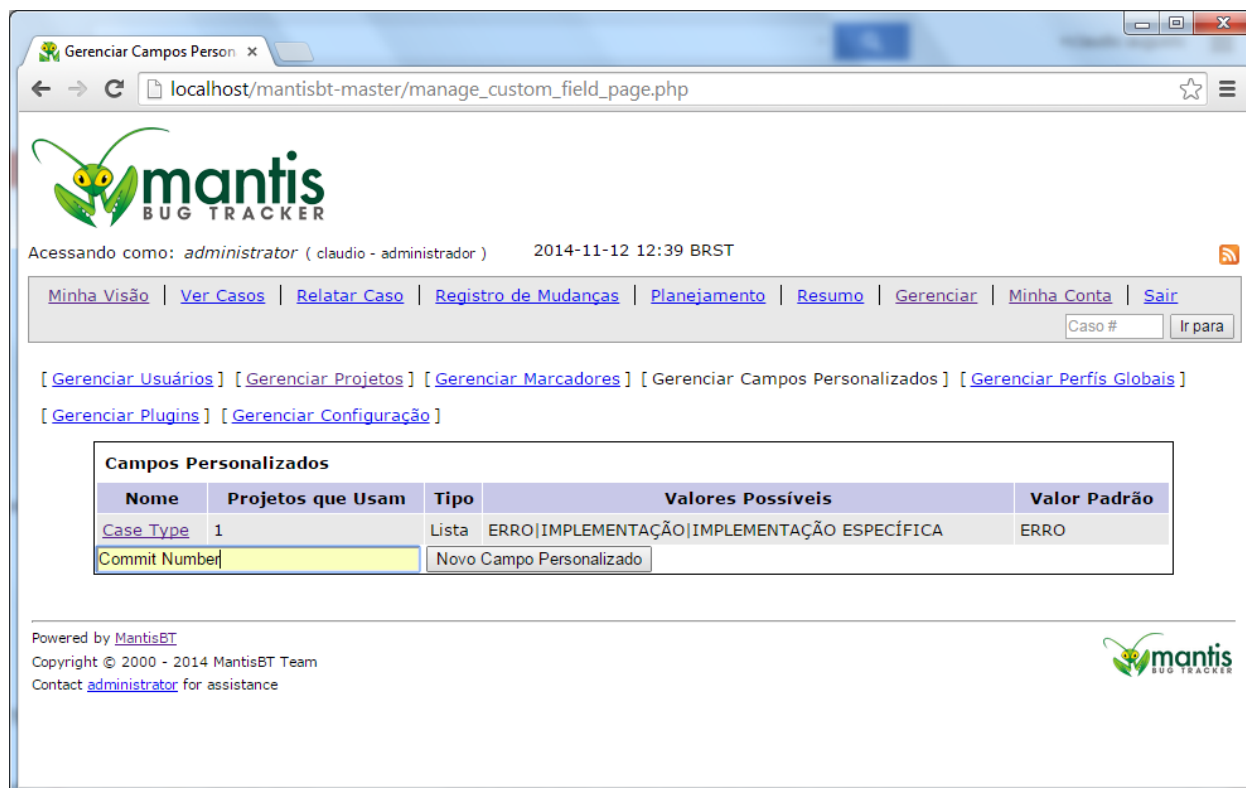 Gerenciar Campos Person
localhost/mantisbt-master/manage_custom_field_page.php
mantis
BUG TRACKER
Acessando como: administrator ( claudio - administrador ) 2014-11-12 12:39 BRST
Minha Visão | Ver Casos | Relatar Caso | Registro de Mudanças | Planejamento | Resumo | Gerenciar | Minha Conta | Sair
Caso # Ir para
[ Gerenciar Usuários ] [ Gerenciar Projetos ] [ Gerenciar Marcadores ] [ Gerenciar Campos Personalizados ] [ Gerenciar Perfís Globais ]
[ Gerenciar Plugins ] [ Gerenciar Configuração ]
Campos Personalizados
Nome Projetos que Usam Tipo Valores Possíveis Valor Padrão
Case Type 1 Lista ERRO|IMPLEMENTAÇÃO|IMPLEMENTAÇÃO ESPECÍFICA ERRO
Commit Number Novo Campo Personalizado
Powered by MantisBT
Copyright © 2000 - 2014 MantisBT Team
Contact administrator for assistance
mantis
BUG TRACKER